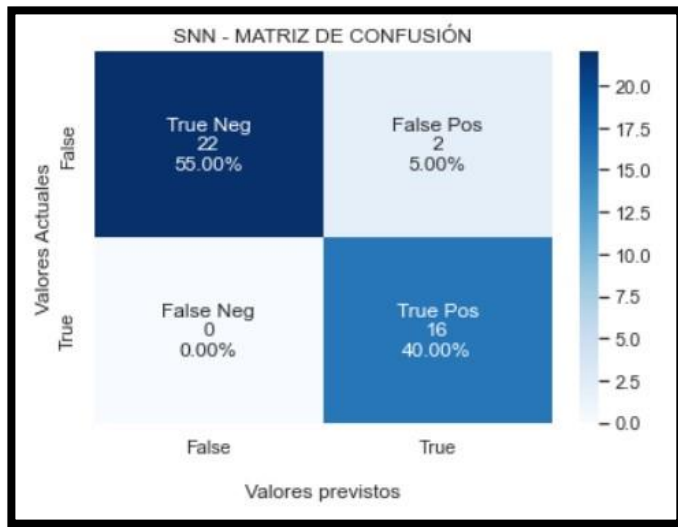 SNN - MATRIZ DE CONFUSIÓN
Valores Actuales
False
True
True Neg
22
55.00%
False Pos
2
5.00%
False Neg
0
0.00%
True Pos
16
40.00%
False
True
Valores previstos
20.0
17.5
15.0
12.5
10.0
7.5
5.0
2.5
0.0